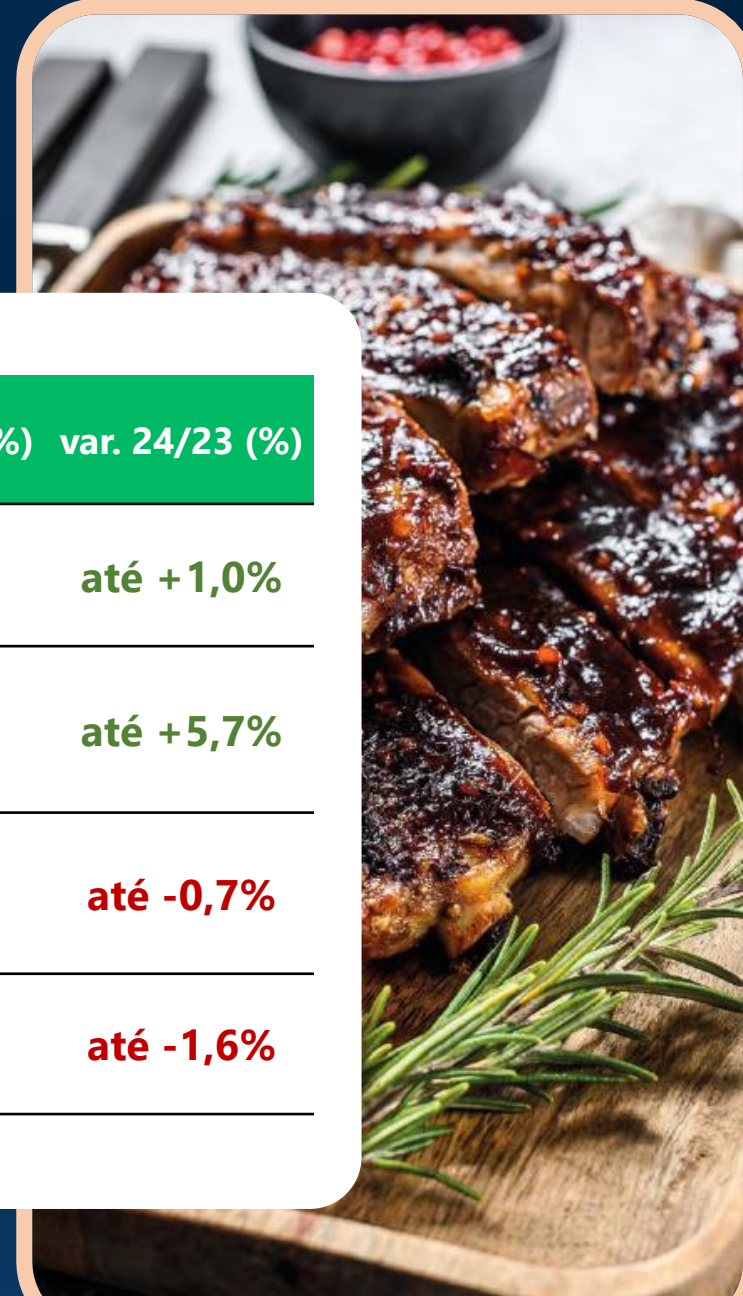 %) var. 24/23 (%)
até +1,0%
até +5,7%
até -0,7%
até -1,6%